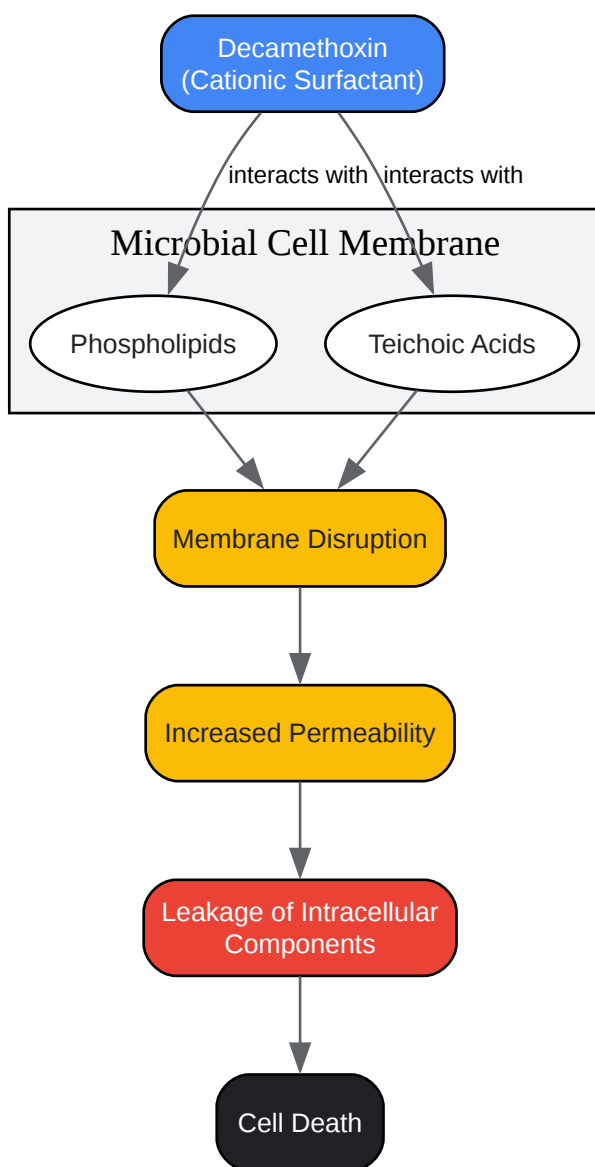 Decamethoxin
(Cationic Surfactant)
interacts with interacts with
Microbial Cell Membrane
Phospholipids
Teichoic Acids
Membrane Disruption
Increased Permeability
Leakage of Intracellular
Components
Cell Death